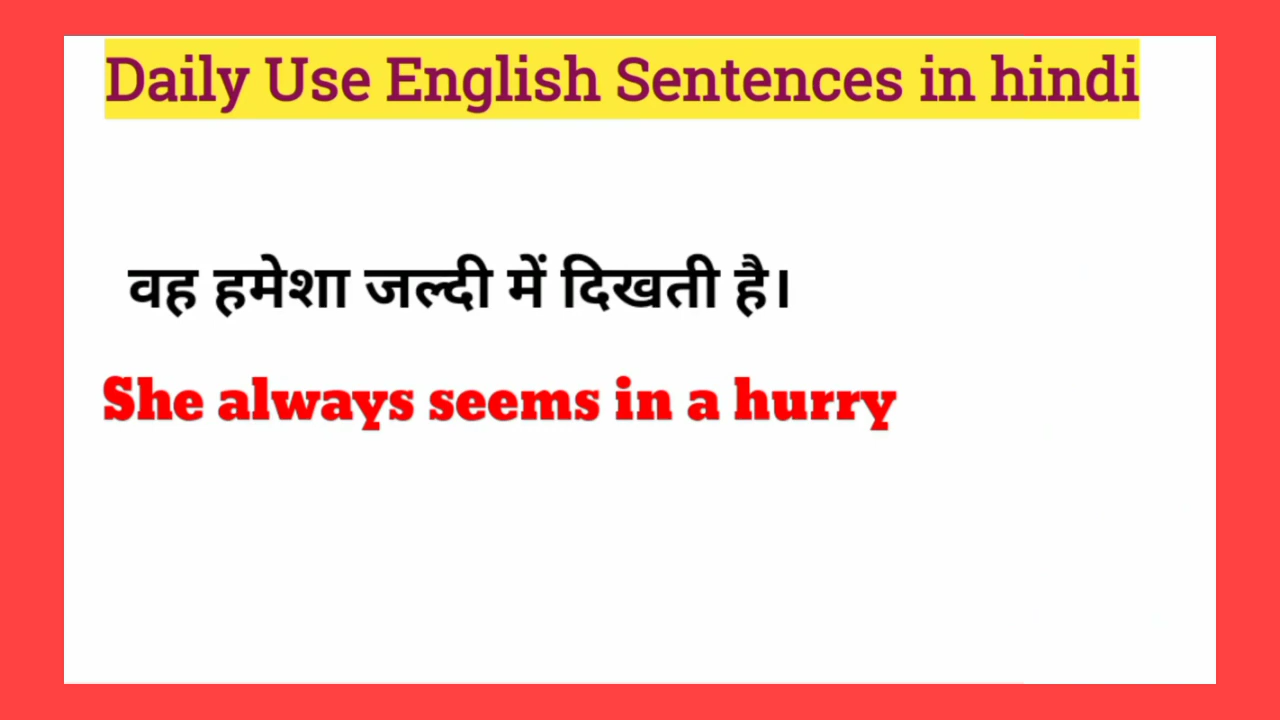 Daily Use English Sentences in hindi
वह हमेशा जल्दी में दिखती है।
She always seems in a hurry